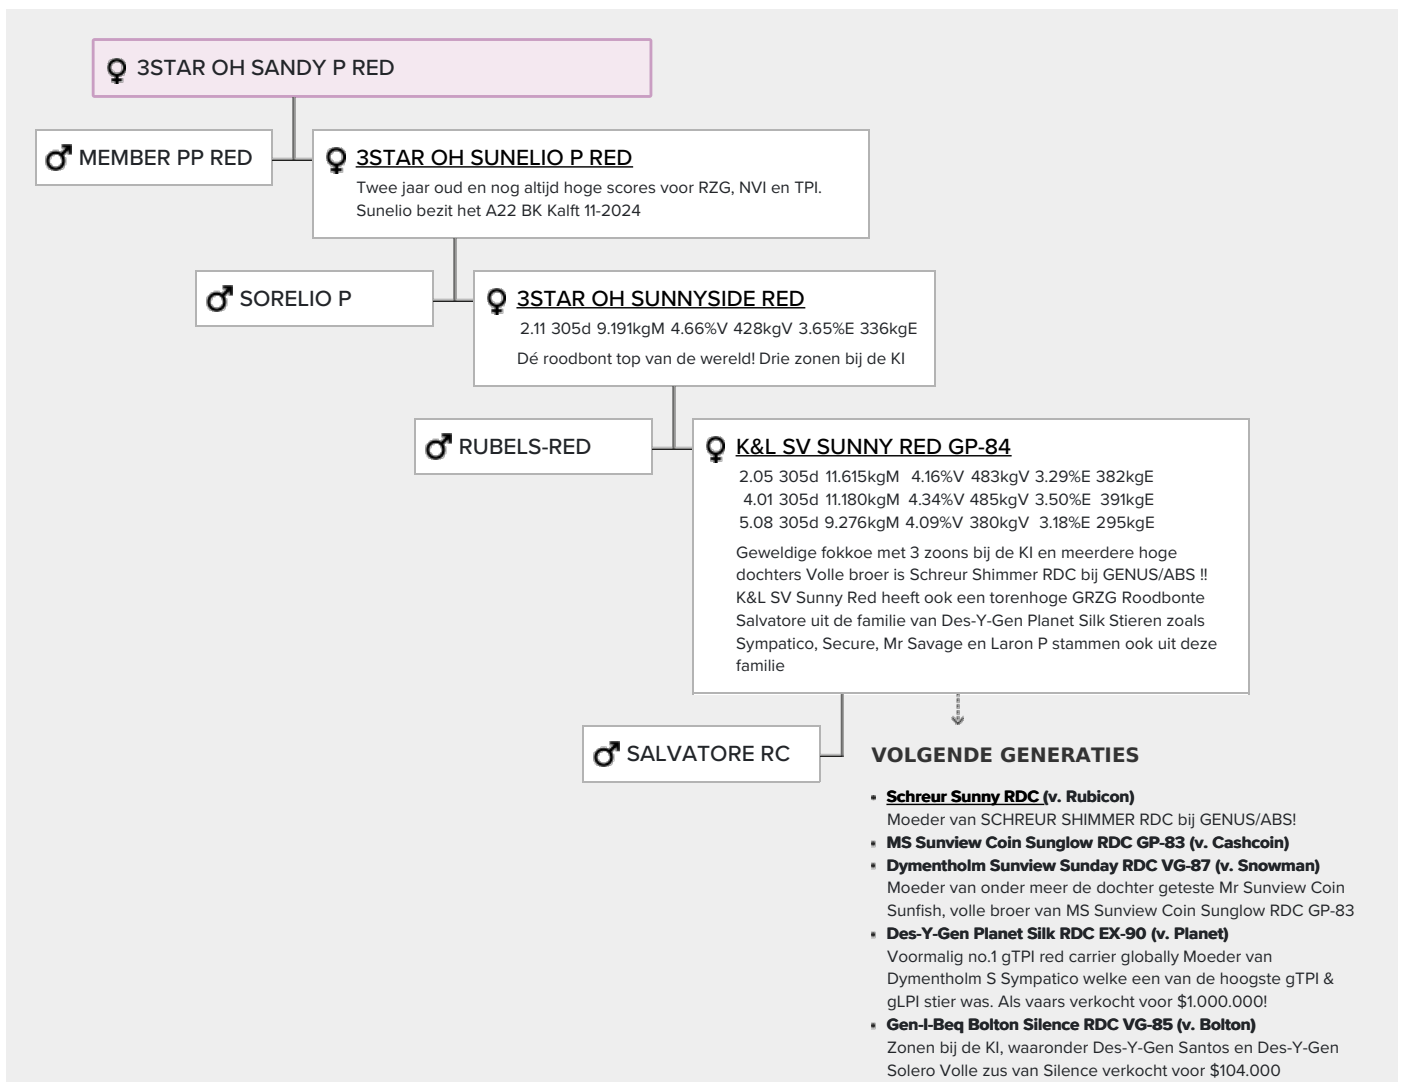 3STAR OH SANDY P RED
MEMBER PP RED
3STAR OH SUNELIO P RED
Twee jaar oud en nog altijd hoge scores voor RZG, NVI en TPI.
Sunelio bezit het A22 BK Kalft 11-2024
SORELIO P
3STAR OH SUNNYSIDE RED
2.11 305d 9.191kgM 4.66%V 428kgV 3.65%E 336kgE
Dé roodbont top van de wereld! Drie zonen bij de KI
RUBELS-RED
K&L SV SUNNY RED GP-84
2.05 305d 11.615kgM 4.16%V 483kgV 3.29%E 382kgE
4.01 305d 11.180kgM 4.34%V 485kgV 3.50%E 391kgE
5.08 305d 9.276kgM 4.09%V 380kgV 3.18%E 295kgE
Geweldige fokkoe met 3 zoons bij de KI en meerdere hoge
dochters Volle broer is Schreur Shimmer RDC bij GENUS/ABS !!
K&L SV Sunny Red heeft ook een torenhoge GRZG Roodbonte
Salvatore uit de familie van Des-Y-Gen Planet Silk Stieren zoals
Sympatico, Secure, Mr Savage en Laron P stammen ook uit deze
familie
SALVATORE RC
VOLGENDE GENERATIES
Schreur Sunny RDC (v. Rubicon)
Moeder van SCHREUR SHIMMER RDC bij GENUS/ABS!
MS Sunview Coin Sunglow RDC GP-83 (v. Cashcoin)
Dymentholm Sunview Sunday RDC VG-87 (v. Snowman)
Moeder van onder meer de dochter geteste Mr Sunview Coin
Sunfish, volle broer van MS Sunview Coin Sunglow RDC GP-83
Des-Y-Gen Planet Silk RDC EX-90 (v. Planet)
Voormalig no.1 gTPI red carrier globally Moeder van
Dymentholm S Sympatico welke een van de hoogste gTPI &
gLPI stier was. Als vaars verkocht voor $1.000.000!
Gen-I-Beq Bolton Silence RDC VG-85 (v. Bolton)
Zonen bij de KI, waaronder Des-Y-Gen Santos en Des-Y-Gen
Solero Volle zus van Silence verkocht voor $104.000